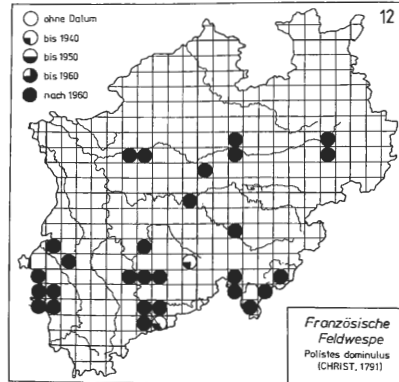 12
ohne Datum
bis 1940
bis 1950
bis 1960
nach 1960
Französische
Feldwespe
Polistes dominulus
(CHRIST, 1791)